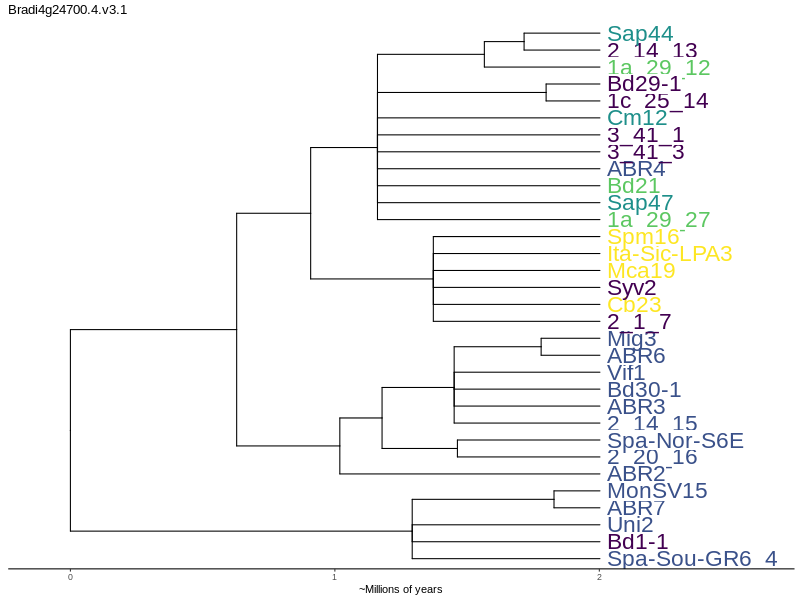 Bradi4g24700.4.v3.1
Sap44
2_14_13
1a_29_12
Bd29-1
1c_25_14
Cm12
3_41_1
3_41_3
ABR4
Bd21
Sap47
1a_29_27
Spm16
Ita-Sic-LPA3
Mca19
Syv2
Cb23
2_1_7
Mig3
ABR6
Vif1
Bd30-1
ABR3
2_14_15
Spa-Nor-S6E
2_20_16
ABR2
MonSV15
ABR7
Uni2
Bd1-1
Spa-Sou-GR6_4
0 1 2
~Millions of years